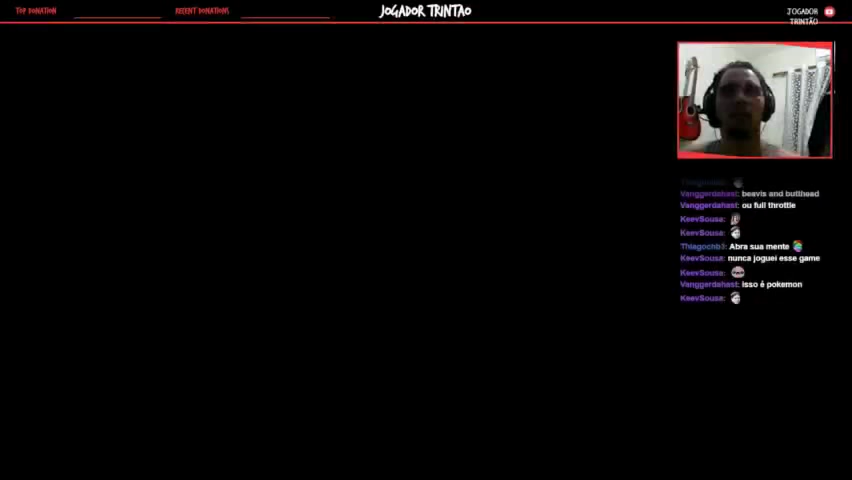 TOP DONATION
RECENT DONATIONS
JOGADOR TRINTAO
JOGADOR
TRINTÃO
Vanggerdahast: beavis and butthead
Vanggerdahast: ou full throttle
KeevSousa:
KeevSousa:
Thiagochb3: Abra sua mente
KeevSousa: nunca joguei esse game
KeevSousa:
Vanggerdahast: isso é pokemon
KeevSousa: